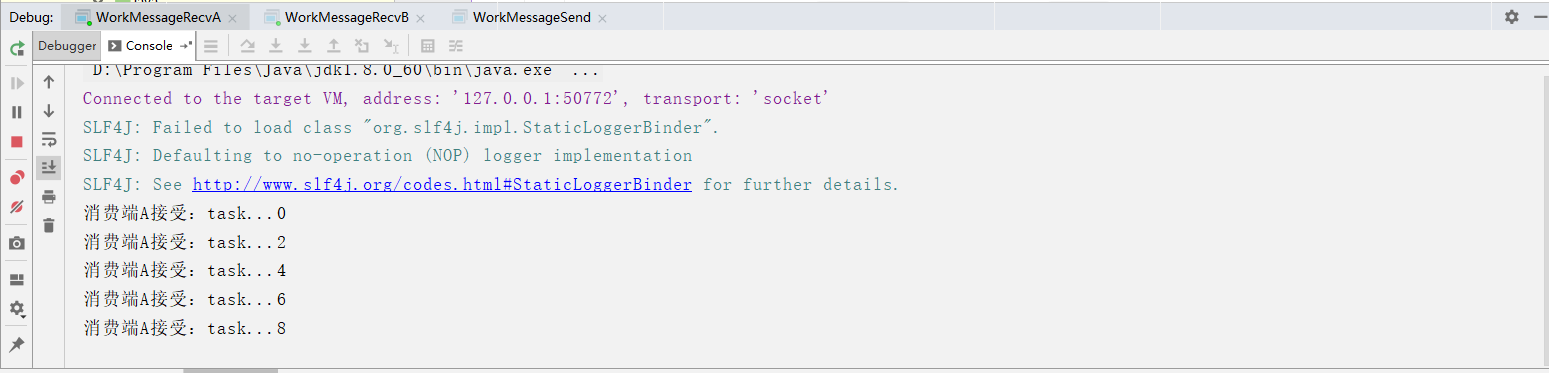 Debug: WorkMessageRecvA WorkMessageRecvB WorkMessageSend
Debugger Console
D:\Program Files\Java\jdk1.8.0_60\bin\java.exe ...
Connected to the target VM, address: '127.0.0.1:50772', transport: 'socket'
SLF4J: Failed to load class "org.slf4j.impl.StaticLoggerBinder".
SLF4J: Defaulting to no-operation (NOP) logger implementation
SLF4J: See http://www.slf4j.org/codes.html#StaticLoggerBinder for further details.
消费端A接受：task...0
消费端A接受：task...2
消费端A接受：task...4
消费端A接受：task...6
消费端A接受：task...8